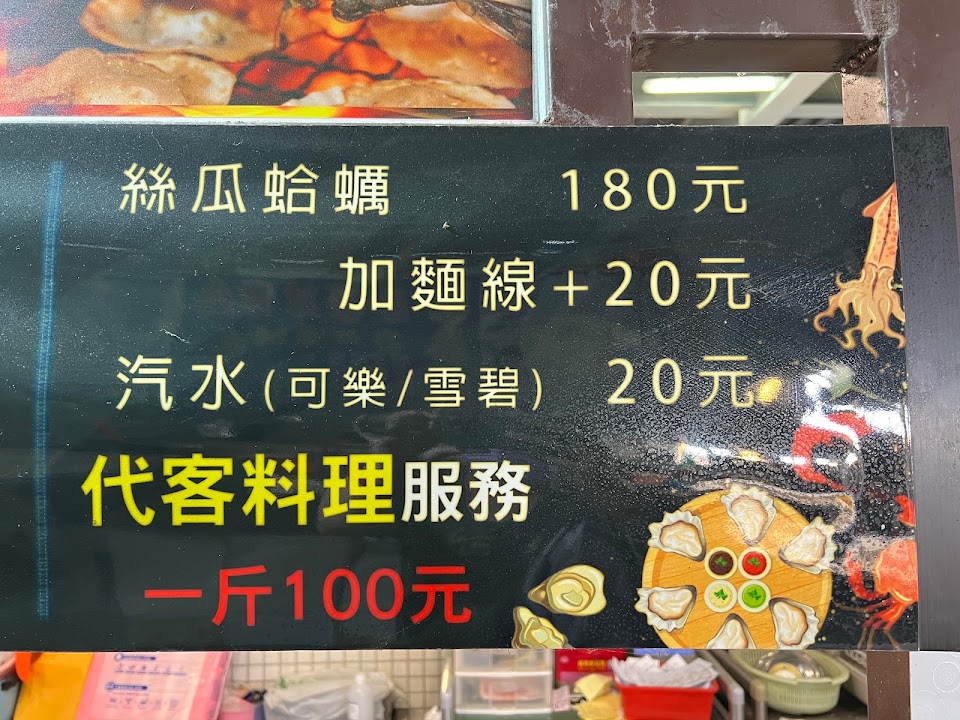 絲瓜蛤蠣 180元
加麵線+20元
汽水(可樂/雪碧) 20元
代客料理服務
一斤100元